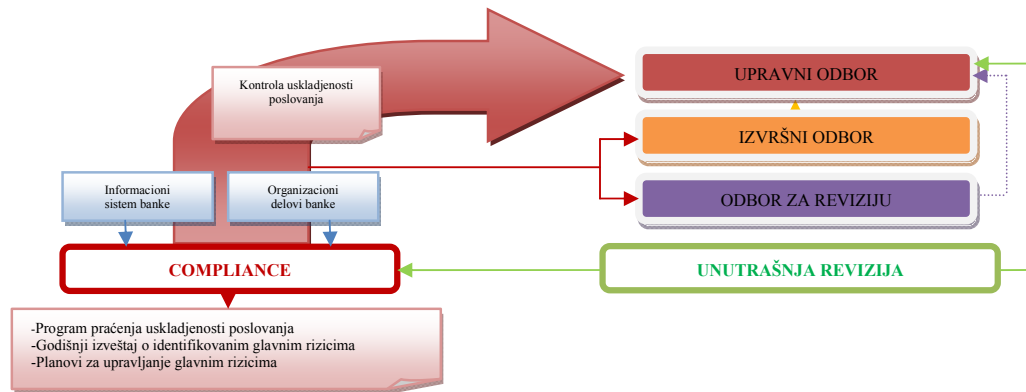 Kontrola uskladjenosti
poslovanja
UPRAVNI ODBOR
IZVRŠNI ODBOR
ODBOR ZA REVIZIJU
Informacioni
sistem banke
Organizacioni
delovi banke
COMPLIANCE
UNUTRAŠNJA REVIZIJA
-Program praćenja uskladjenosti poslovanja
-Godišnji izveštaj o identifikovanim glavnim rizicima
-Planovi za upravljanje glavnim rizicima